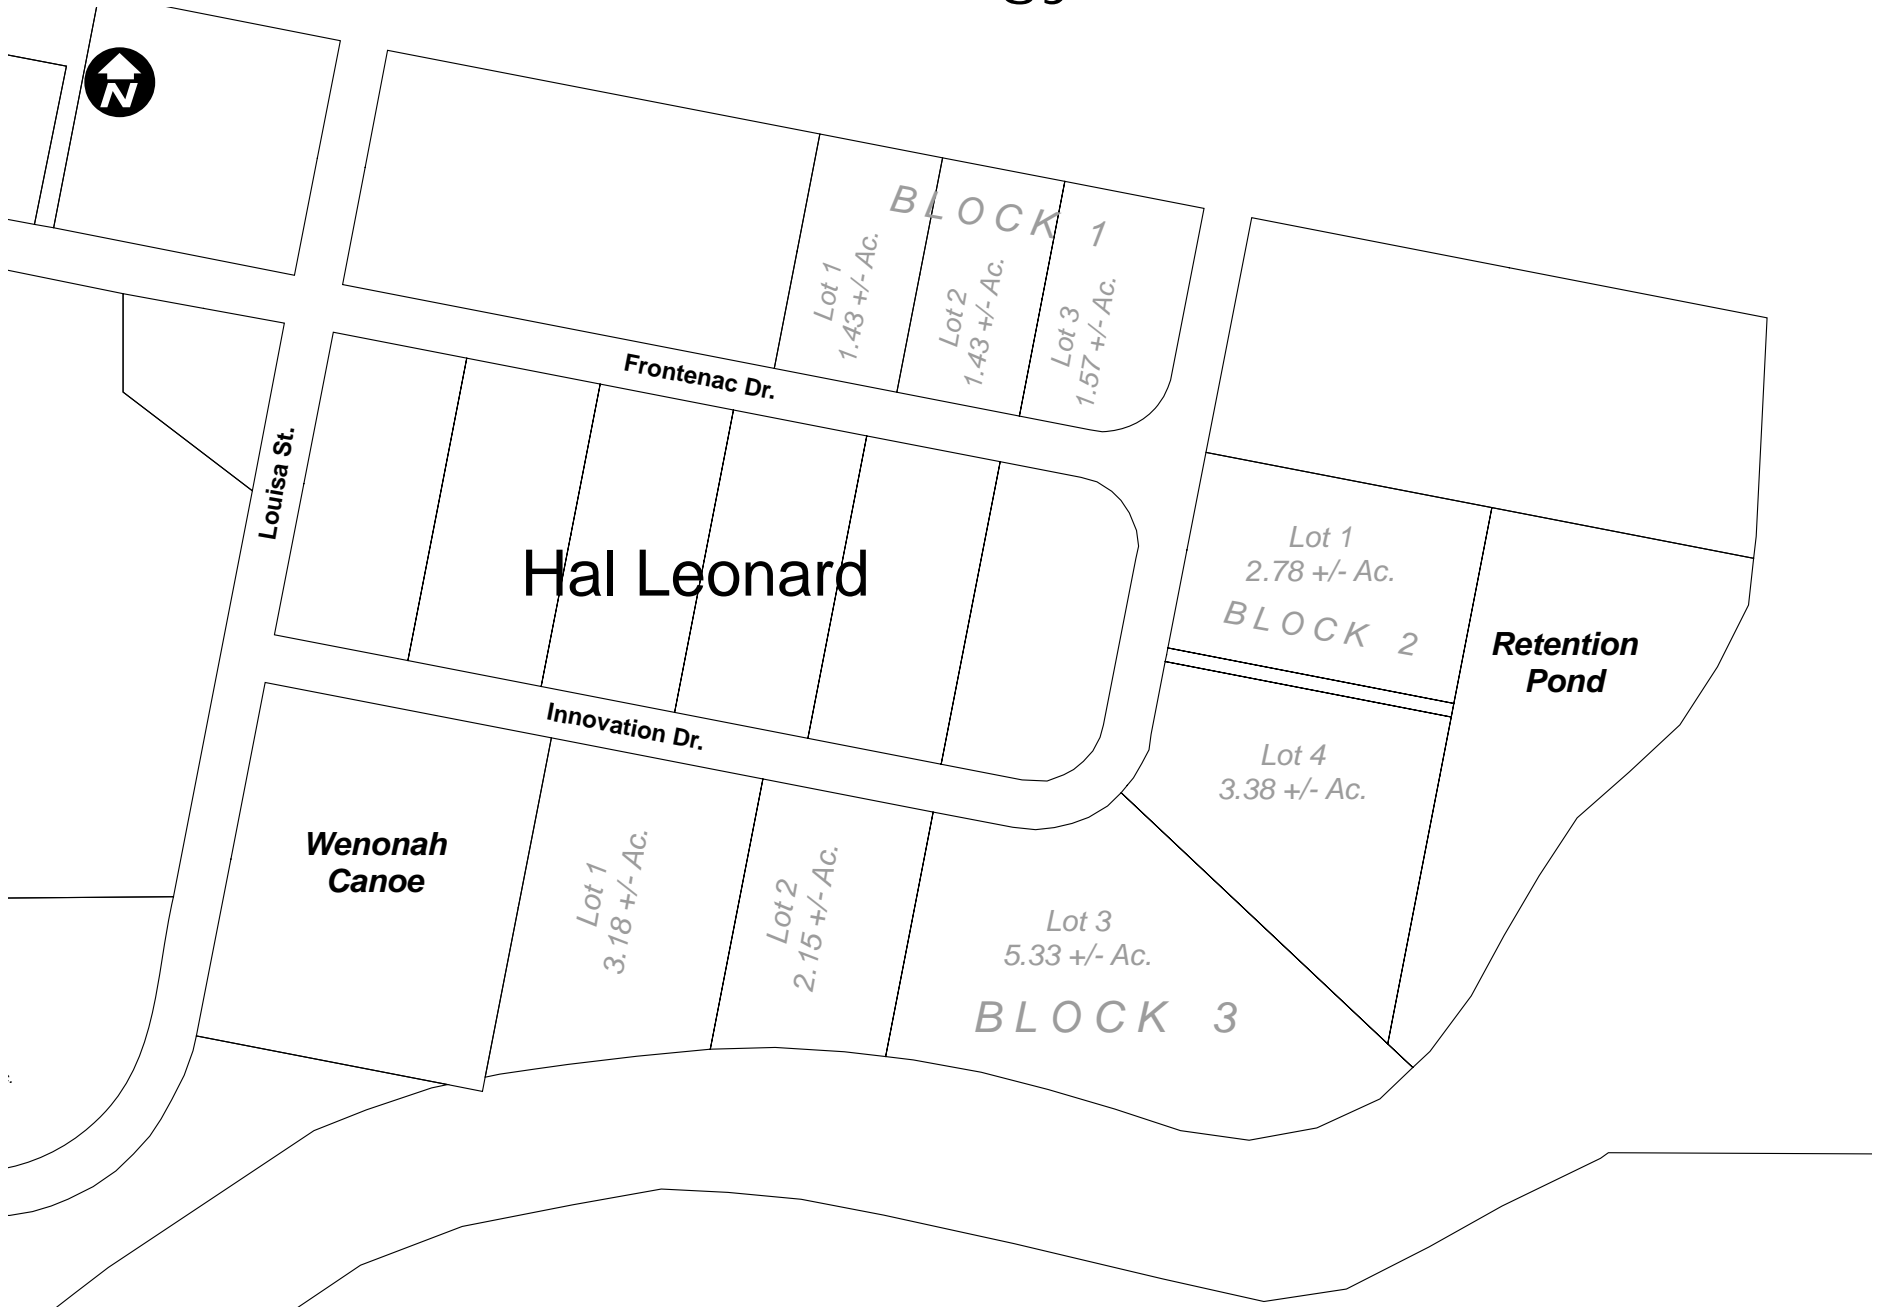 N
BLOCK 1
Lot 1
1.43 +/- Ac.
Lot 2
1.43 +/- Ac.
Lot 3
1.57 +/- Ac.
Frontenac Dr.
Louisa St.
Hal Leonard
Lot 1
2.78 +/- Ac.
BLOCK 2
Retention
Pond
Innovation Dr.
Lot 4
3.38 +/- Ac.
Wenonah
Canoe
Lot 1
3.18 +/- Ac.
Lot 2
2.15 +/- Ac.
Lot 3
5.33 +/- Ac.
BLOCK 3